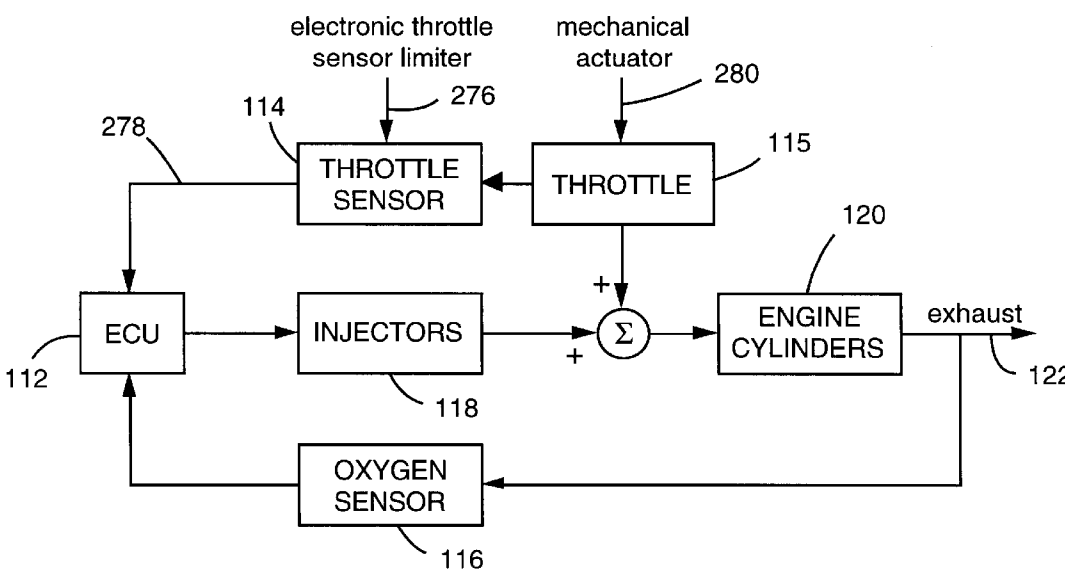 electronic throttle
sensor limiter
mechanical
actuator
276
280
114
278
115
THROTTLE
SENSOR
THROTTLE
120
+
ECU
INJECTORS
Σ
ENGINE
CYLINDERS
exhaust
+
112
118
122
OXYGEN
SENSOR
116